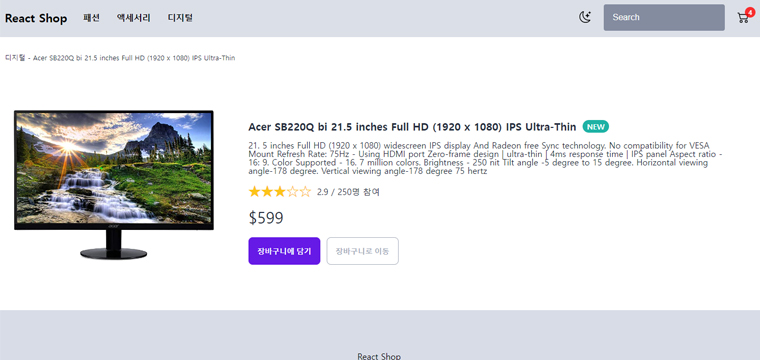 React Shop 패션 액세서리 디지털 Search 4
디지털 - Acer SB220Q bi 21.5 inches Full HD (1920 x 1080) IPS Ultra-Thin
Acer SB220Q bi 21.5 inches Full HD (1920 x 1080) IPS Ultra-Thin NEW
21. 5 inches Full HD (1920 x 1080) widescreen IPS display And Radeon free Sync technology. No compatibility for VESA
Mount Refresh Rate: 75Hz - Using HDMI port Zero-frame design | ultra-thin | 4ms response time | IPS panel Aspect ratio -
16: 9. Color Supported - 16. 7 million colors. Brightness - 250 nit Tilt angle -5 degree to 15 degree. Horizontal viewing
angle-178 degree. Vertical viewing angle-178 degree 75 hertz
2.9 / 250명 참여
$599
장바구니에 담기 장바구니로 이동
React Shop